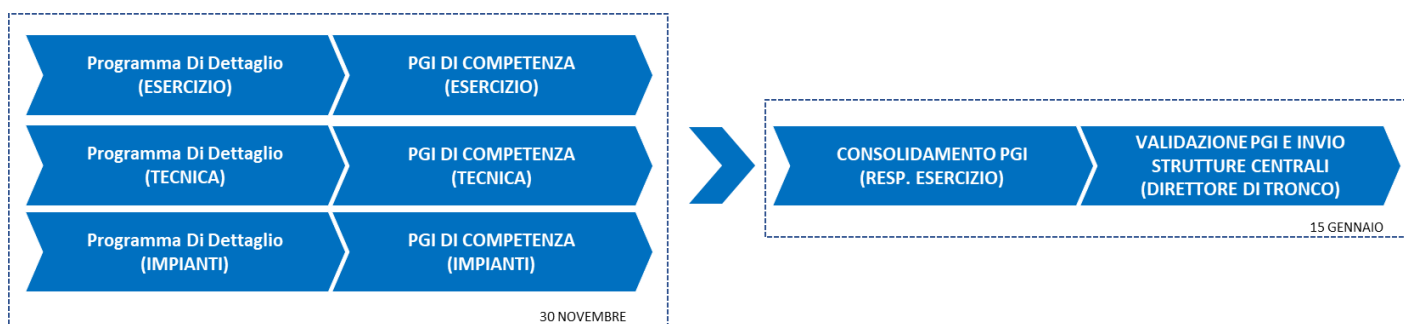 Programma Di Dettaglio
(ESERCIZIO)
PGI DI COMPETENZA
(ESERCIZIO)
Programma Di Dettaglio
(TECNICA)
PGI DI COMPETENZA
(TECNICA)
Programma Di Dettaglio
(IMPIANTI)
PGI DI COMPETENZA
(IMPIANTI)
30 NOVEMBRE
CONSOLIDAMENTO PGI
(RESP. ESERCIZIO)
VALIDAZIONE PGI E INVIO
STRUTTURE CENTRALI
(DIRETTORE DI TRONCO)
15 GENNAIO